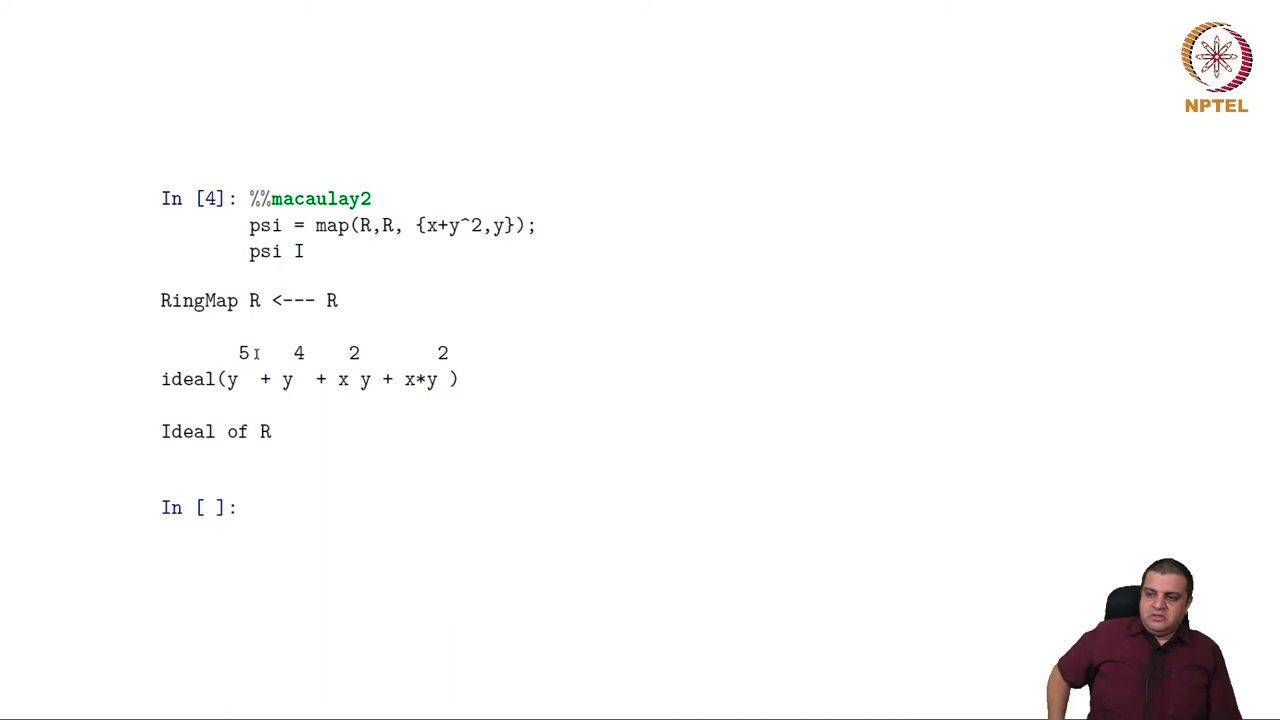 NPTEL
In [4]: %%macaulay2
psi = map(R,R, {x+y^2,y});
psi I
RingMap R <--- R
5 4 2 2
ideal(y + y + x y + x*y )
Ideal of R
In [ ]: